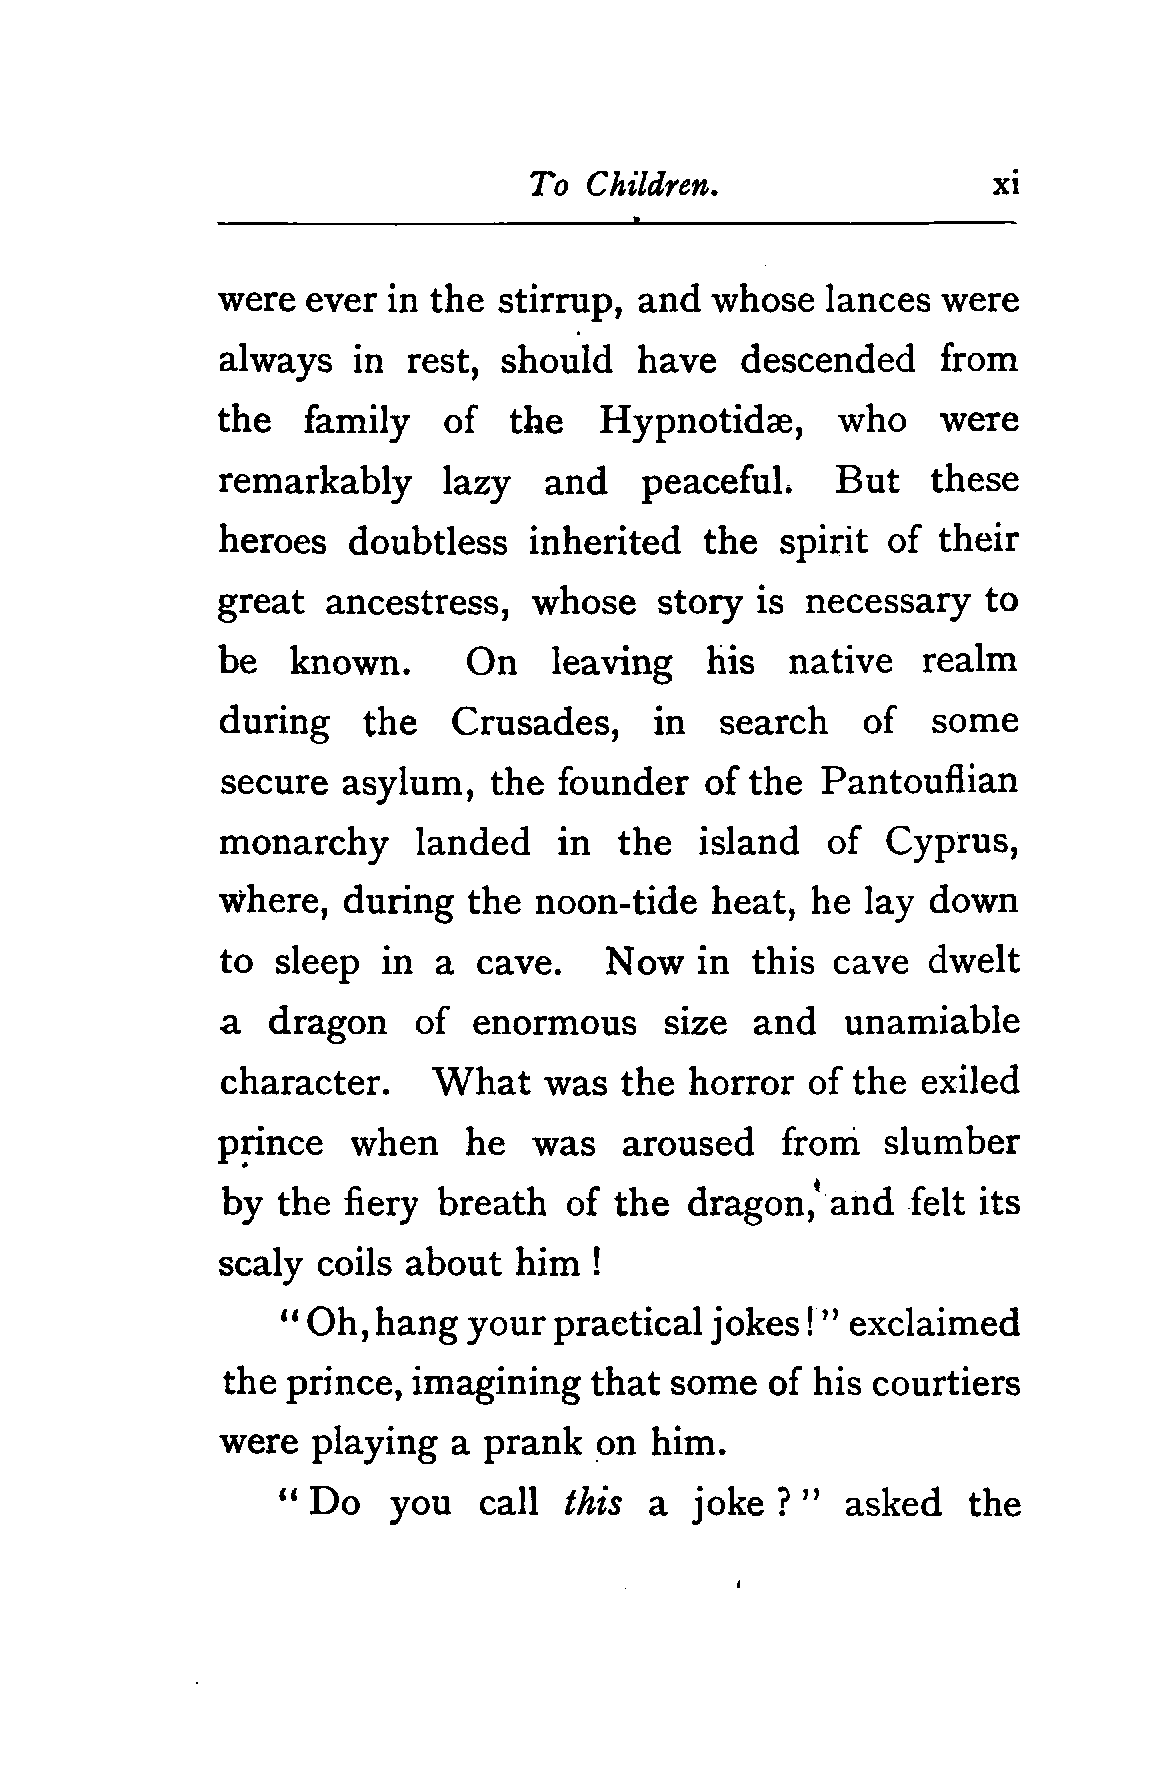 To Children. xi
were ever in the stirrup, and whose lances were
always in rest, should have descended from
the family of the Hypnotidæ, who were
remarkably lazy and peaceful. But these
heroes doubtless inherited the spirit of their
great ancestress, whose story is necessary to
be known. On leaving his native realm
during the Crusades, in search of some
secure asylum, the founder of the Pantouflian
monarchy landed in the island of Cyprus,
where, during the noon-tide heat, he lay down
to sleep in a cave. Now in this cave dwelt
a dragon of enormous size and unamiable
character. What was the horror of the exiled
prince when he was aroused from slumber
by the fiery breath of the dragon, and felt its
scaly coils about him !
“ Oh, hang your practical jokes ! ” exclaimed
the prince, imagining that some of his courtiers
were playing a prank on him.
“ Do you call this a joke ? ” asked the